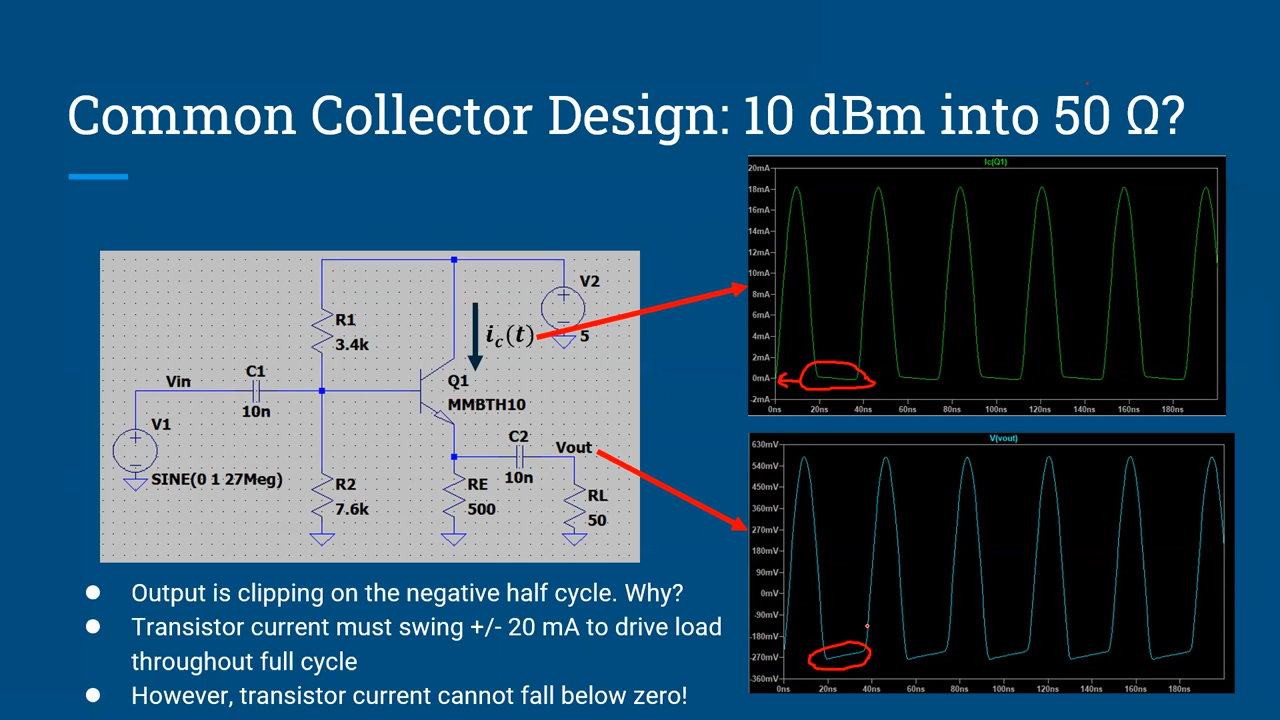 Common Collector Design: 10 dBm into 50 Ω?
Ic(Q1)
20mA
18mA
16mA
14mA
12mA
10mA
8mA
6mA
4mA
2mA
0mA
-2mA
0ns 20ns 40ns 60ns 80ns 100ns 120ns 140ns 160ns 180ns
V2
5
R1
3.4k
i_c(t)
Vin
C1
10n
Q1
MMBTH10
V1
SINE(0 1 27Meg)
C2
10n
Vout
R2
7.6k
RE
500
RL
50
V(vout)
630mV
540mV
450mV
360mV
270mV
180mV
90mV
0mV
-90mV
-180mV
-270mV
-360mV
0ns 20ns 40ns 60ns 80ns 100ns 120ns 140ns 160ns 180ns
● Output is clipping on the negative half cycle. Why?
● Transistor current must swing +/- 20 mA to drive load
throughout full cycle
● However, transistor current cannot fall below zero!